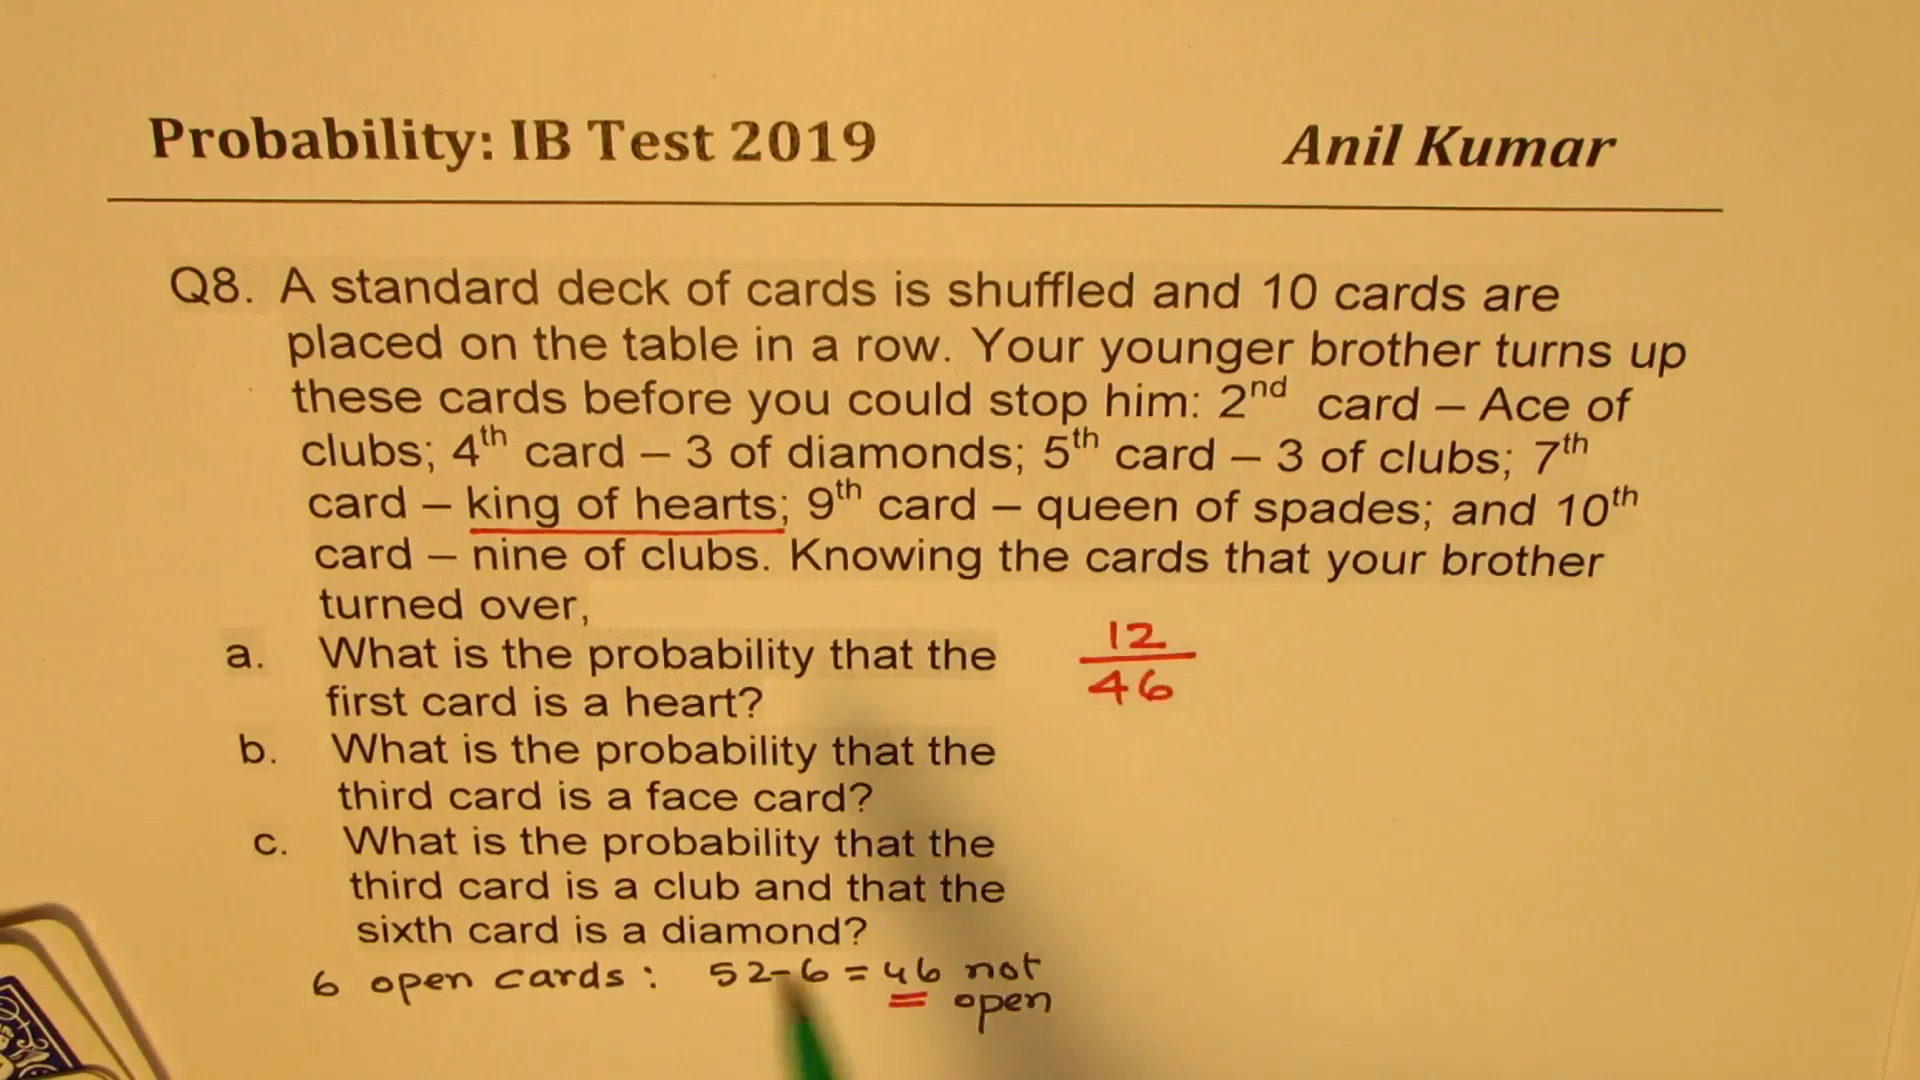 Probability: IB Test 2019 Anil Kumar
Q8. A standard deck of cards is shuffled and 10 cards are
placed on the table in a row. Your younger brother turns up
these cards before you could stop him: 2nd card – Ace of
clubs; 4th card – 3 of diamonds; 5th card – 3 of clubs; 7th
card – king of hearts; 9th card – queen of spades; and 10th
card – nine of clubs. Knowing the cards that your brother
turned over,
a. What is the probability that the
first card is a heart?
12
46
b. What is the probability that the
third card is a face card?
c. What is the probability that the
third card is a club and that the
sixth card is a diamond?
6 open cards: 52-6 = 46 not
open